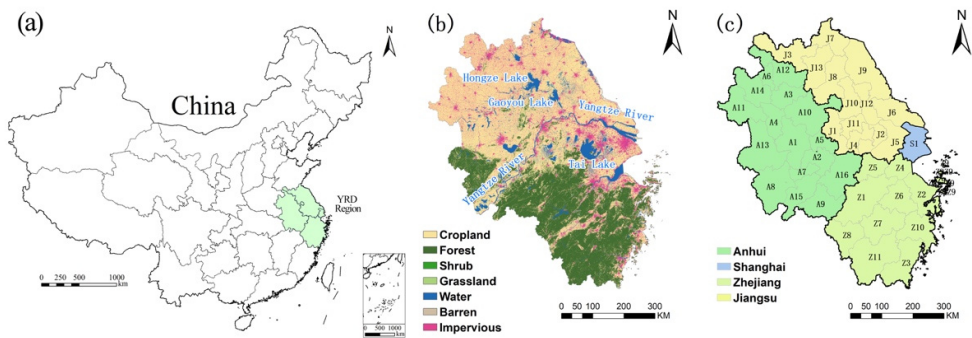 (a)
N
China
YRD
Region
0 250 500 1000
km
0 500 1000
km
(b)
N
Hongze Lake
Gaoyou Lake
Yangtze River
Tai Lake
Yangtze River
Cropland
Forest
Shrub
Grassland
Water
Barren
Impervious
0 50 100 200 300
KM
(c)
N
J7
J3
A12
J13
J9
A6
J8
A14
A3
A11
A10
J10
J12
J6
A4
J11
J1
J2
A13
A1
A5
J4
J5
S1
A2
A7
A16
Z5
Z4
A8
A15
A9
Z1
Z6
Z2
Z9
Z7
Z8
Z10
Z11
Z3
Anhui
Shanghai
Zhejiang
Jiangsu
0 50 100 200 300
KM